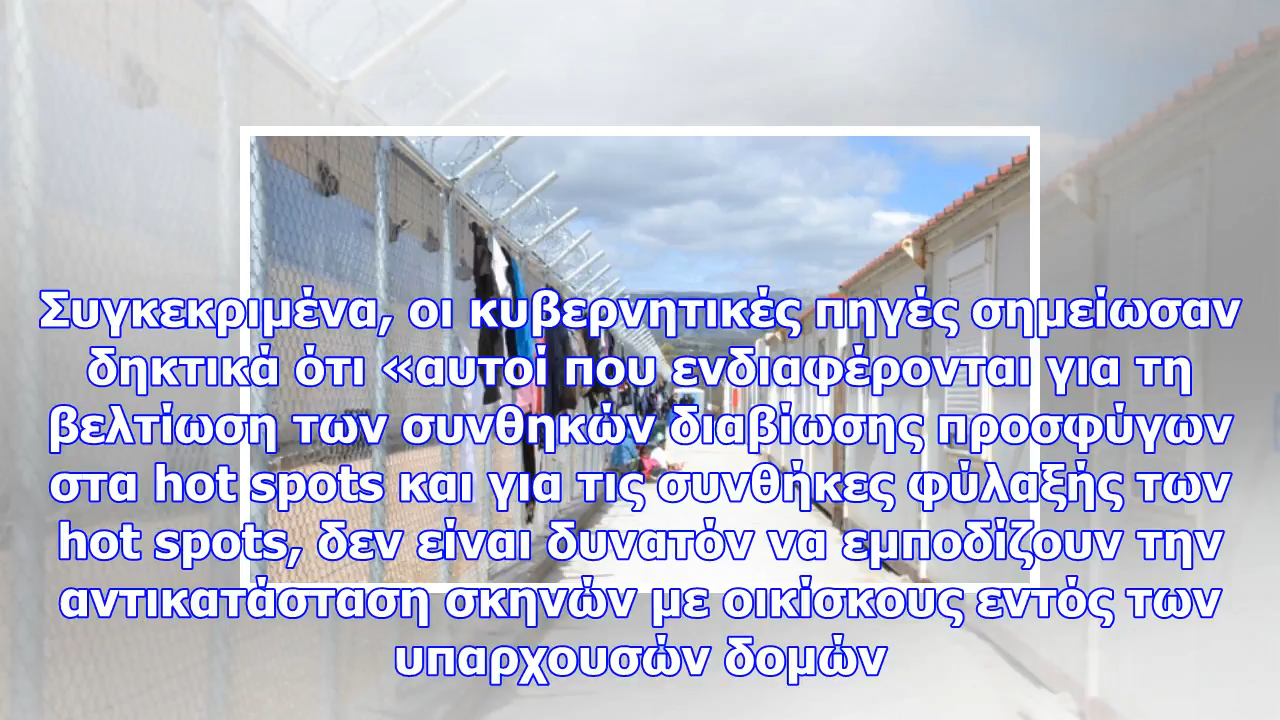 Συγκεκριμένα, οι κυβερνητικές πηγές σημείωσαν
δηκτικά ότι «αυτοί που ενδιαφέρονται για τη
βελτίωση των συνθηκών διαβίωσης προσφύγων
στα hot spots και για τις συνθήκες φύλαξής των
hot spots, δεν είναι δυνατόν να εμποδίζουν την
αντικατάσταση σκηνών με οικίσκους εντός των
υπαρχουσών δομών